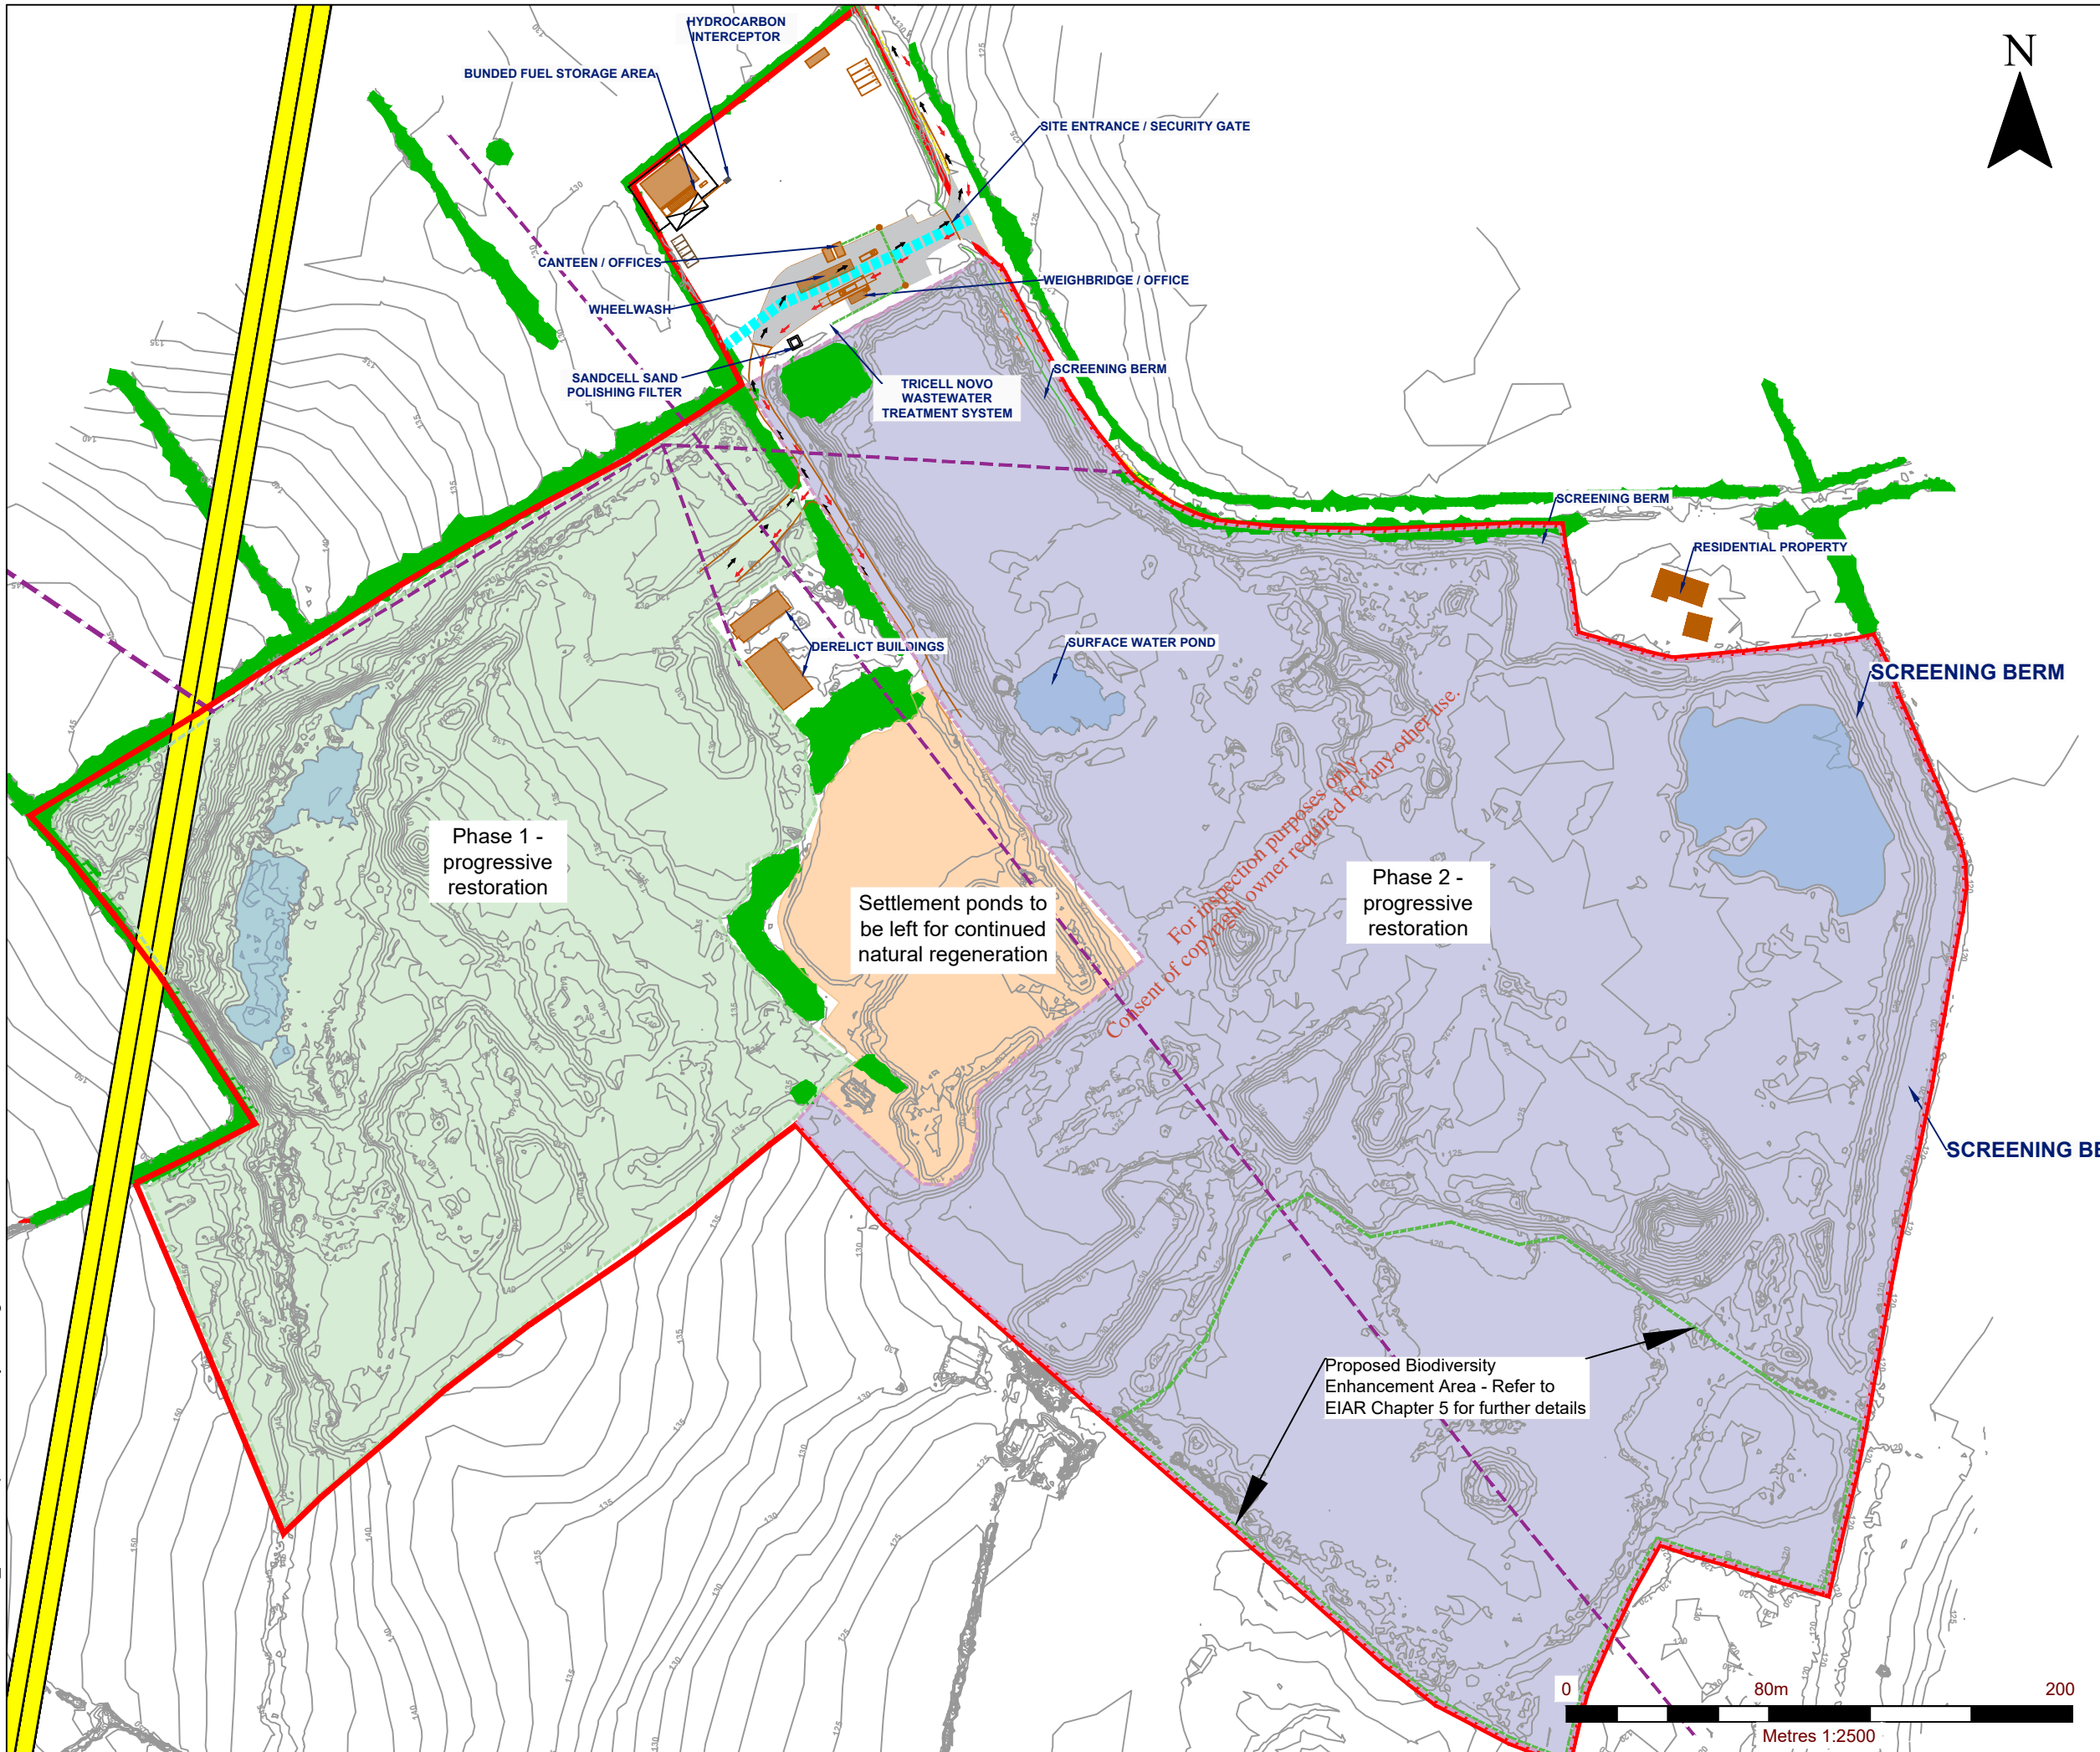 HYDROCARBON
INTERCEPTOR
N
BUNDED FUEL STORAGE AREA
SITE ENTRANCE / SECURITY GATE
CANTEEN / OFFICES
WEIGHBRIDGE / OFFICE
WHEELWASH
SCREENING BERM
SANDCELL SAND
POLISHING FILTER
TRICELL NOVO
WASTEWATER
TREATMENT SYSTEM
SCREENING BERM
RESIDENTIAL PROPERTY
DERELICT BUILDINGS
SURFACE WATER POND
SCREENING BERM
Phase 1 -
progressive
restoration
Settlement ponds to
be left for continued
natural regeneration
Phase 2 -
progressive
restoration
For inspection purposes only.
Consent of copyright owner required for any other use.
SCREENING BE
Proposed Biodiversity
Enhancement Area - Refer to
EIAR Chapter 5 for further details
0 80m 200
Metres 1:2500